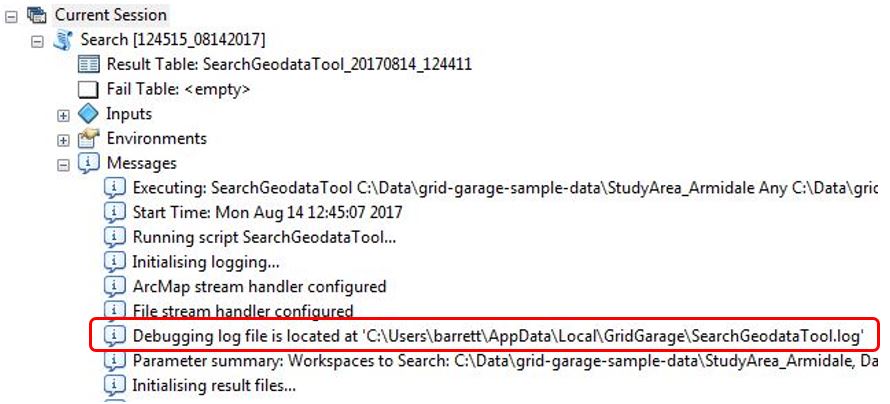 Current Session
Search [124515_08142017]
Result Table: SearchGeodataTool_20170814_124411
Fail Table: <empty>
Inputs
Environments
Messages
Executing: SearchGeodataTool C:\Data\grid-garage-sample-data\StudyArea_Armidale Any C:\Data\grid
Start Time: Mon Aug 14 12:45:07 2017
Running script SearchGeodataTool...
Initialising logging...
ArcMap stream handler configured
File stream handler configured
Debugging log file is located at 'C:\Users\barrett\AppData\Local\GridGarage\SearchGeodataTool.log'
Parameter summary: Workspaces to Search: C:\Data\grid-garage-sample-data\StudyArea_Armidale, Da
Initialising result files...